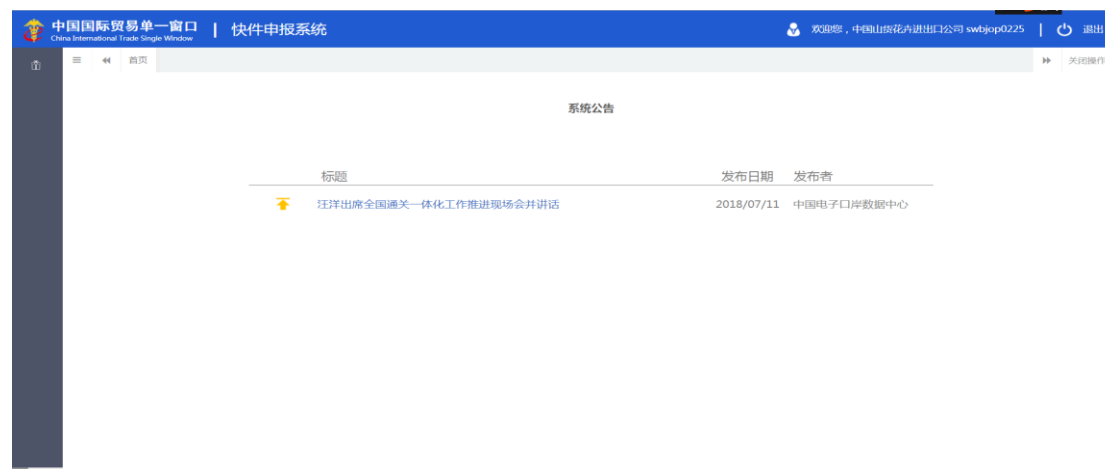 中国国际贸易单一窗口 | 快件申报系统
China International Trade Single Window
欢迎您，中国山货花卉进出口公司 swbjop0225 | 退出
首页
关闭操作
系统公告
标题 发布日期 发布者
汪洋出席全国通关一体化工作推进现场会并讲话 2018/07/11 中国电子口岸数据中心